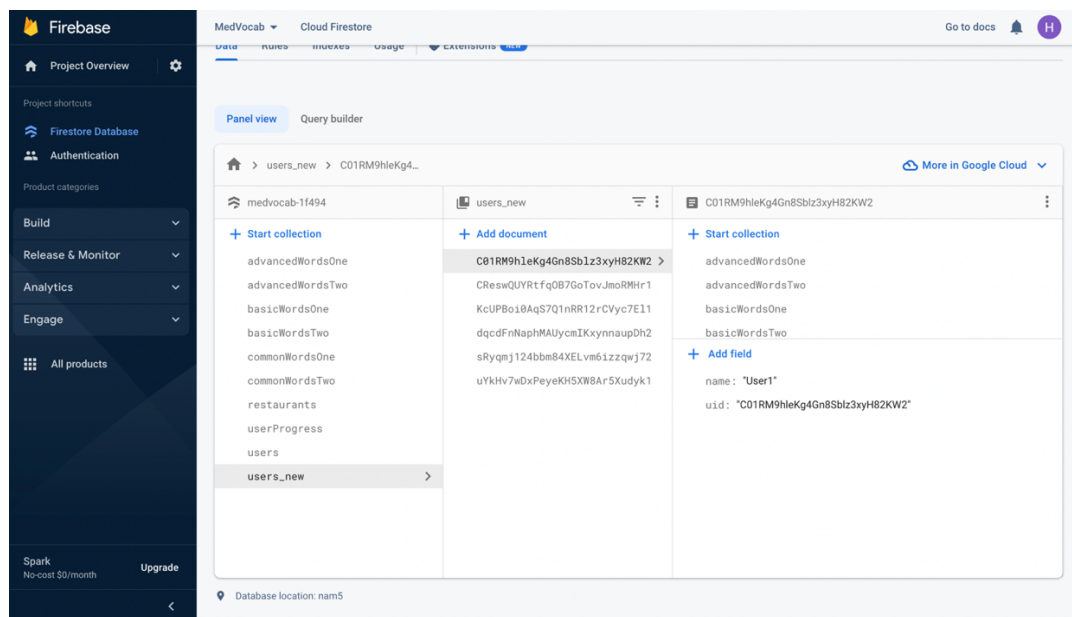 Firebase
MedVocab
Cloud Firestore
Go to docs
H
Project Overview
Data Rules Indexes Usage Extensions NEW
Project shortcuts
Firestore Database
Authentication
Product categories
Build
Release & Monitor
Analytics
Engage
All products
Spark
No-cost $0/month
Upgrade
Panel view
Query builder
users_new
C01RM9hleKg4…
More in Google Cloud
medvocab-1f494
Start collection
advancedWordsOne
advancedWordsTwo
basicWordsOne
basicWordsTwo
commonWordsOne
commonWordsTwo
restaurants
userProgress
users
users_new
users_new
Add document
C01RM9hleKg4Gn8Sblz3xyH82KW2
CReswQUYRtfqOB7GoTovJmoRMHr1
KcUPBoi0AqS7Q1nRR12rCVyc7El1
dqcdFnNaphMAUycmIKxynnaupDh2
sRyqmj124bbm84XELvm6izzqwj72
uYkHv7wDxPeyeKH5XW8Ar5Xudyk1
C01RM9hleKg4Gn8Sblz3xyH82KW2
Start collection
advancedWordsOne
advancedWordsTwo
basicWordsOne
basicWordsTwo
Add field
name: "User1"
uid: "C01RM9hleKg4Gn8Sblz3xyH82KW2"
Database location: nam5